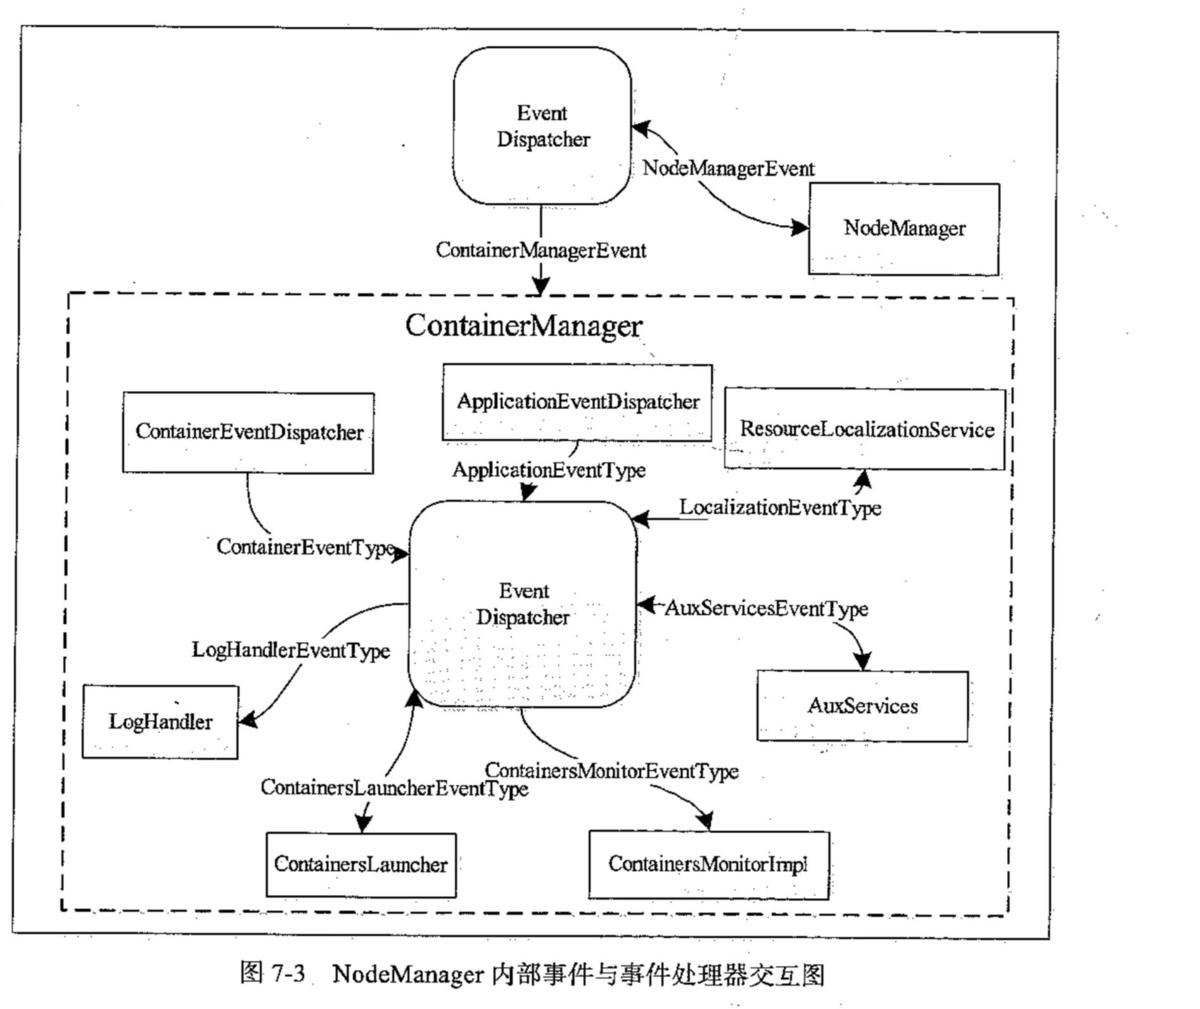 Event
Dispatcher
NodeManagerEvent
NodeManager
ContainerManagerEvent
ContainerManager
ApplicationEventDispatcher
ContainerEventDispatcher
ResourceLocalizationService
ApplicationEventType
LocalizationEventType
ContainerEventType
Event
Dispatcher
AuxServicesEventType
LogHandlerEventType
AuxServices
LogHandler
ContainersMonitorEventType
ContainersLauncherEventType
ContainersLauncher
ContainersMonitorImpl
图 7-3 NodeManager 内部事件与事件处理器交互图